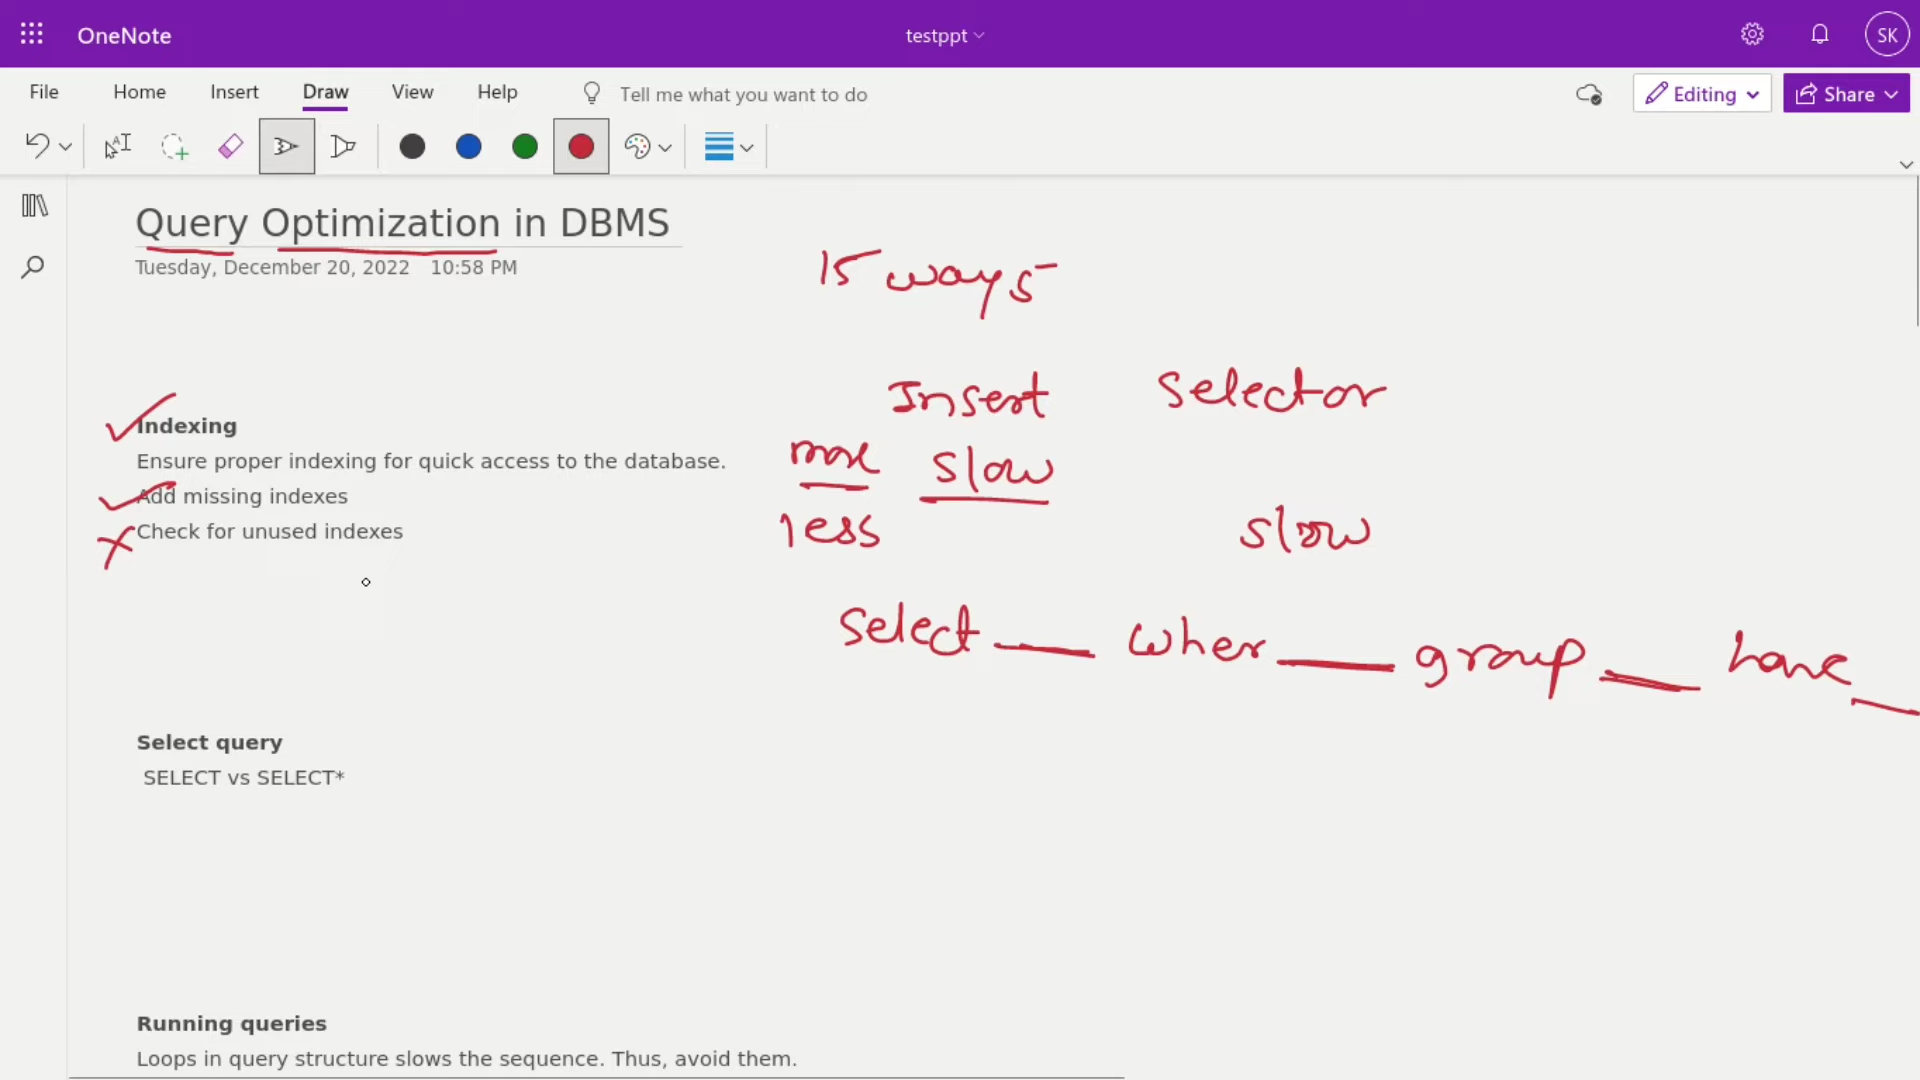 OneNote
testppt
SK
File Home Insert Draw View Help Tell me what you want to do
Editing
Share
Query Optimization in DBMS
Tuesday, December 20, 2022 10:58 PM
15 ways
Insert Selector
Indexing
Ensure proper indexing for quick access to the database.
more slow
Add missing indexes
Check for unused indexes
less slow
Select wher group have
Select query
SELECT vs SELECT*
Running queries
Loops in query structure slows the sequence. Thus, avoid them.